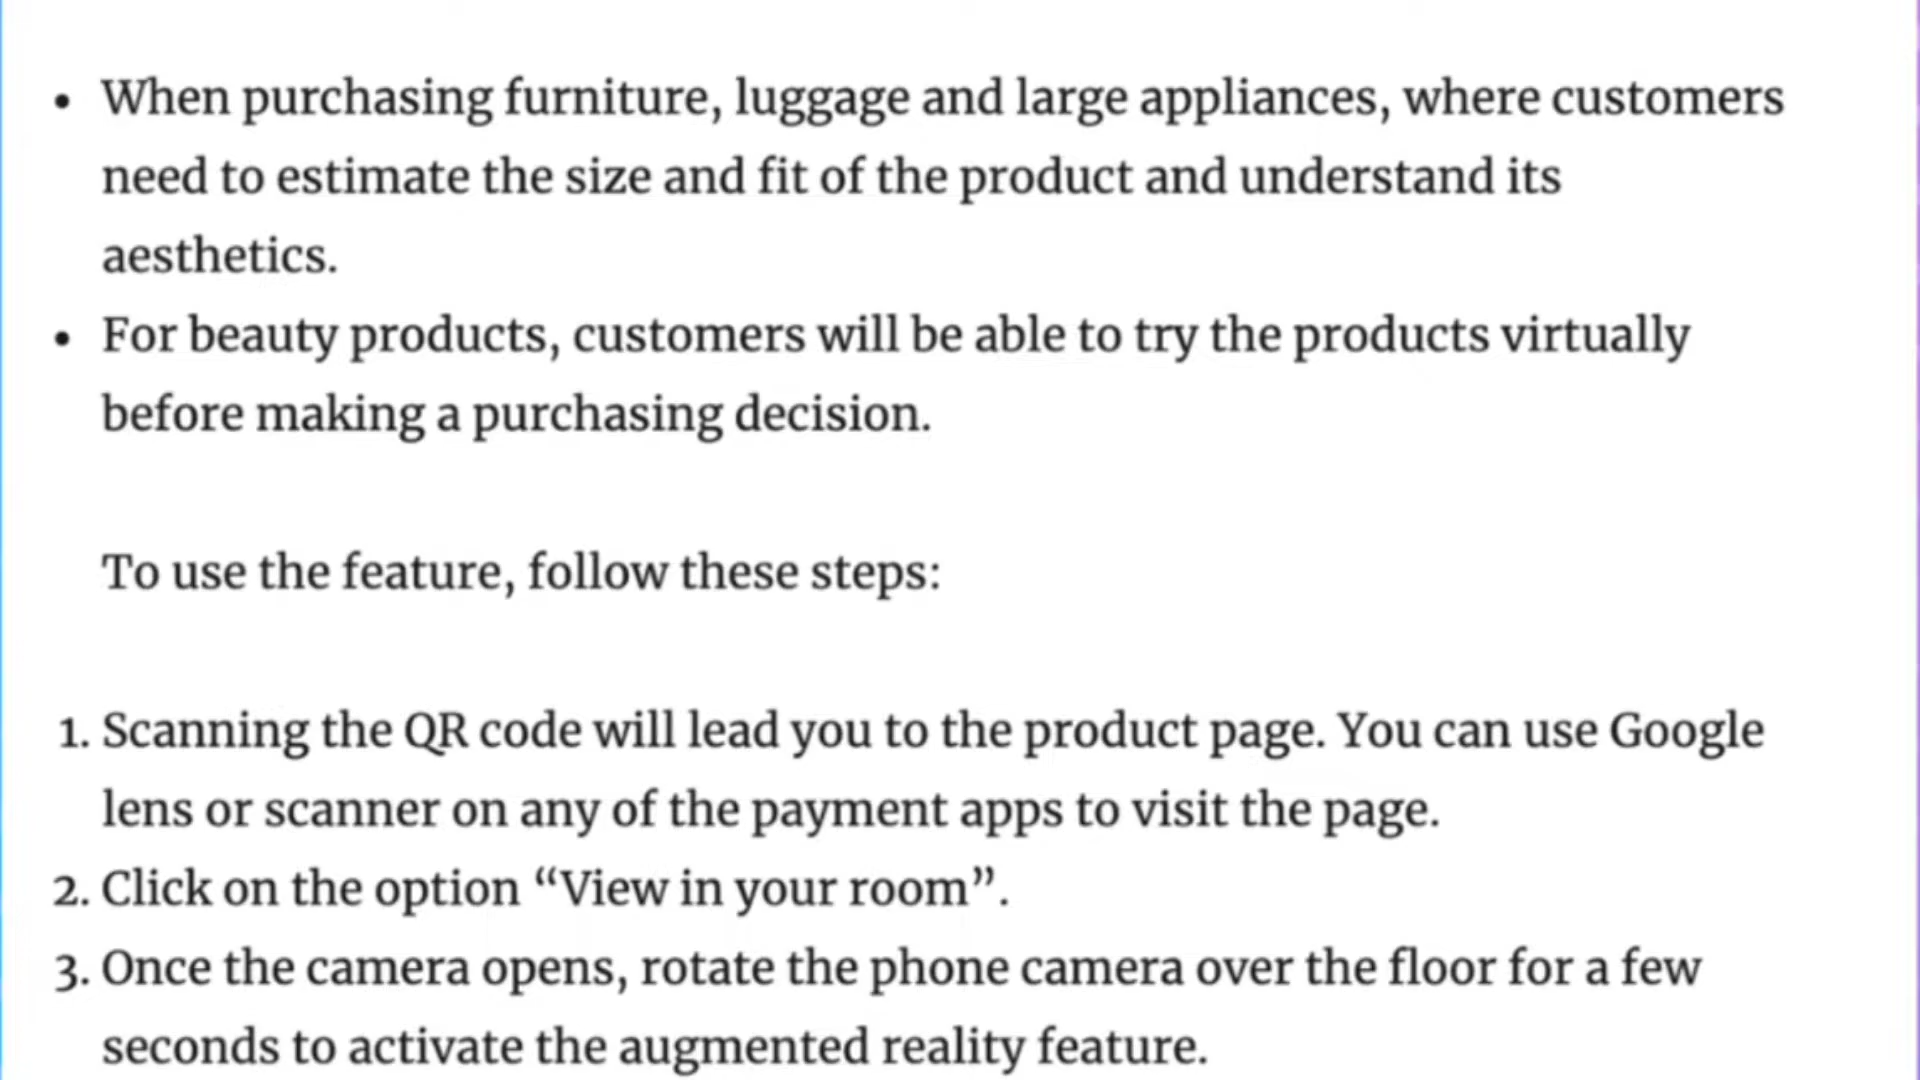 • When purchasing furniture, luggage and large appliances, where customers
need to estimate the size and fit of the product and understand its
aesthetics.
• For beauty products, customers will be able to try the products virtually
before making a purchasing decision.
To use the feature, follow these steps:
1. Scanning the QR code will lead you to the product page. You can use Google
lens or scanner on any of the payment apps to visit the page.
2. Click on the option “View in your room”.
3. Once the camera opens, rotate the phone camera over the floor for a few
seconds to activate the augmented reality feature.